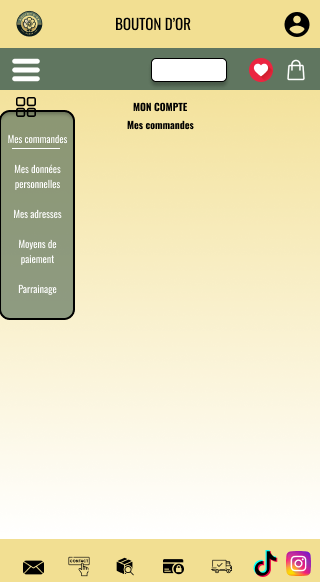 BOUTON D'OR
MON COMPTE
Mes commandes
Mes commandes
Mes données
personnelles
Mes adresses
Moyens de
paiement
Parrainage
CONTACT